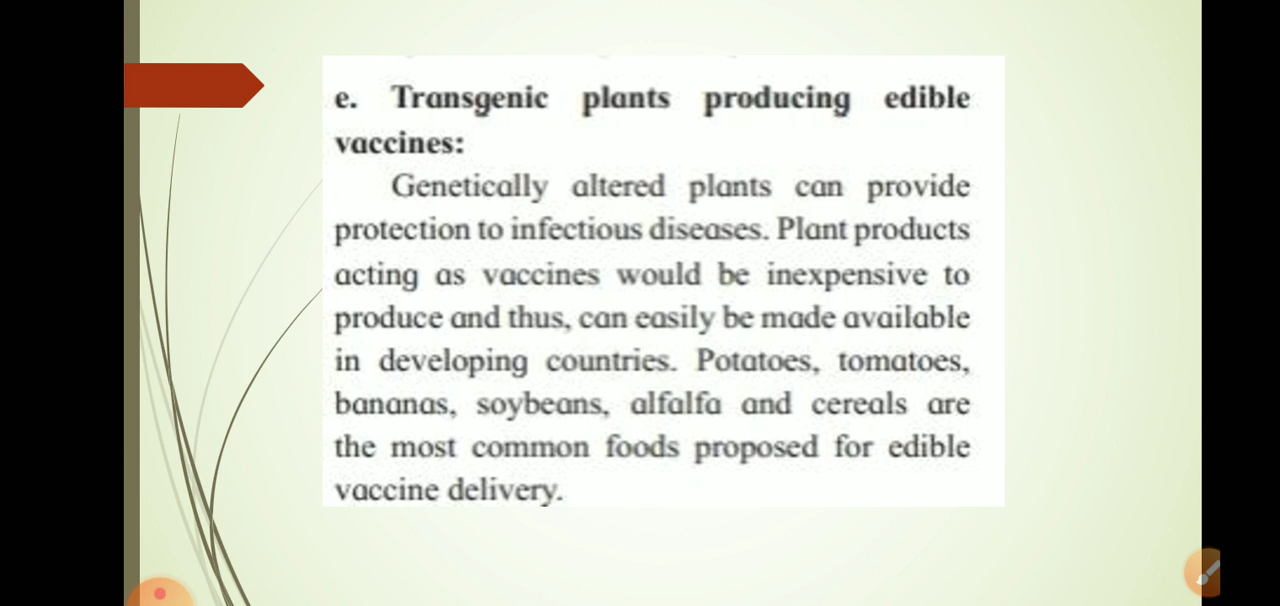 e. Transgenic plants producing edible
vaccines:
Genetically altered plants can provide
protection to infectious diseases. Plant products
acting as vaccines would be inexpensive to
produce and thus, can easily be made available
in developing countries. Potatoes, tomatoes,
bananas, soybeans, alfalfa and cereals are
the most common foods proposed for edible
vaccine delivery.